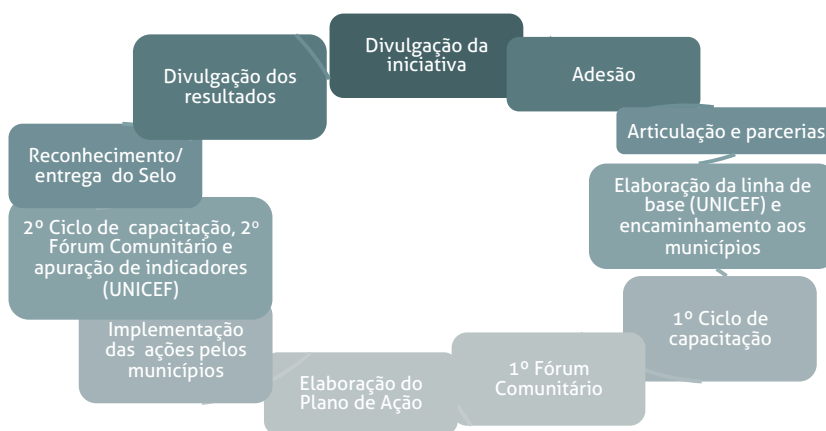 Divulgação da
iniciativa
Adesão
Articulação e parcerias
Elaboração da linha de
base (UNICEF) e
encaminhamento aos
municípios
1º Ciclo de
capacitação
1º Fórum
Comunitário
Elaboração do
Plano de Ação
Implementação
das ações pelos
municípios
2º Ciclo de capacitação, 2º
Fórum Comunitário e
apuração de indicadores
(UNICEF)
Reconhecimento/
entrega do Selo
Divulgação dos
resultados